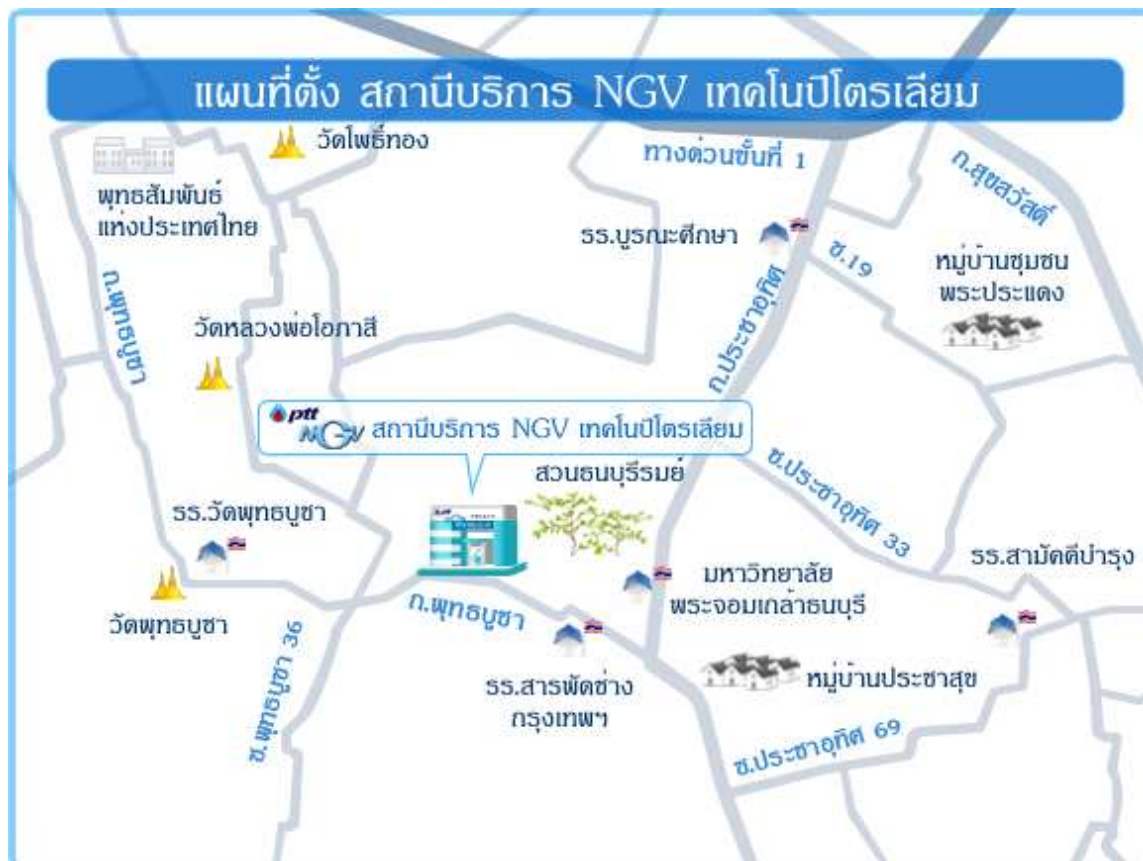 แผนที่ตั้ง สถานีบริการ NGV เทคโนปิโตรเลียม
วัดโพธิ์ทอง
ทางด่วนขั้นที่ 1
ถ.สุขสวัสดิ์
พุทธสัมพันธ์
แห่งประเทศไทย
รร.บูรณะศึกษา
ซ.19
หมู่บ้านชุมชน
พระประแดง
ถ.พุทธบูชา
วัดหลวงพ่อโอภาสี
ถ.ประชาอุทิศ
ptt
NGV สถานีบริการ NGV เทคโนปิโตรเลียม
สวนธนบุรีรมย์
ซ.ประชาอุทิศ 33
รร.วัดพุทธบูชา
รร.สามัคคีบำรุง
มหาวิทยาลัย
พระจอมเกล้าธนบุรี
ถ.พุทธบูชา
วัดพุทธบูชา
ซ.พุทธบูชา 36
รร.สารพัดช่าง
กรุงเทพฯ
หมู่บ้านประชาสุข
ซ.ประชาอุทิศ 69